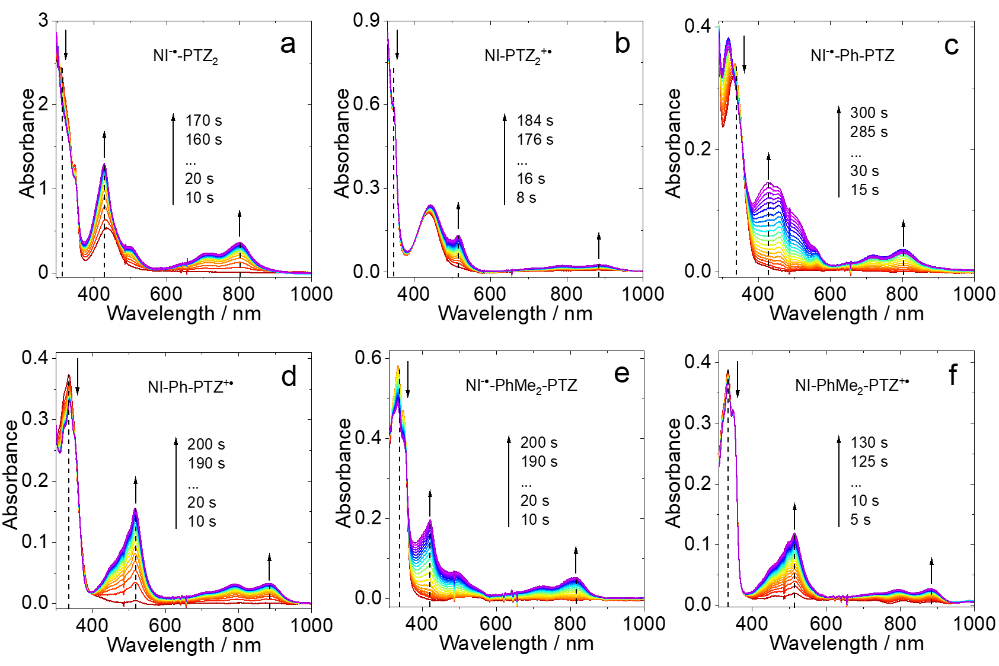 a
NI⁻•-PTZ₂
3
2
1
0
Absorbance
170 s
160 s
...
20 s
10 s
400 600 800 1000
Wavelength / nm
b
NI-PTZ₂⁺•
0.9
0.6
0.3
0.0
Absorbance
184 s
176 s
...
16 s
8 s
400 600 800 1000
Wavelength / nm
c
NI⁻•-Ph-PTZ
0.4
0.2
0.0
Absorbance
300 s
285 s
...
30 s
15 s
400 600 800 1000
Wavelength / nm
d
NI-Ph-PTZ⁺•
0.4
0.3
0.2
0.1
0.0
Absorbance
200 s
190 s
...
20 s
10 s
400 600 800 1000
Wavelength / nm
e
NI⁻•-PhMe₂-PTZ
0.6
0.4
0.2
0.0
Absorbance
200 s
190 s
...
20 s
10 s
400 600 800 1000
Wavelength / nm
f
NI-PhMe₂-PTZ⁺•
0.4
0.3
0.2
0.1
0.0
Absorbance
130 s
125 s
...
10 s
5 s
400 600 800 1000
Wavelength / nm